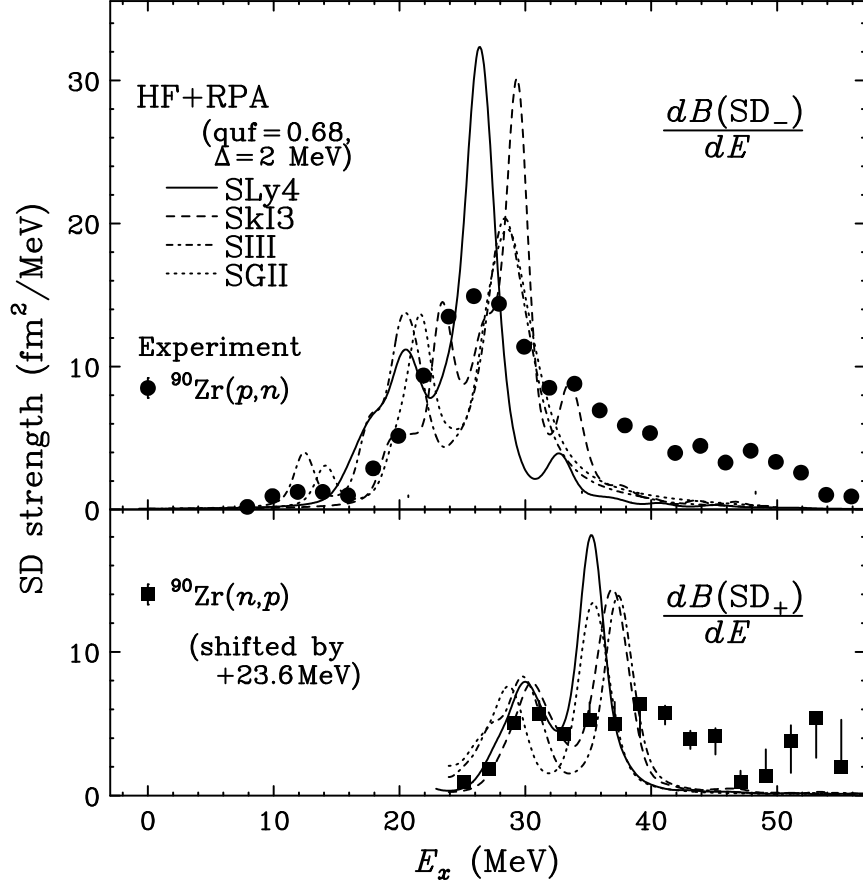 30
20
10
0
HF+RPA
(quf=0.68,
Δ=2 MeV)
SLy4
SkI3
SIII
SGII
Experiment
⁹⁰Zr(p,n)
dB(SD₋)
dE
SD strength (fm²/MeV)
10
0
⁹⁰Zr(n,p)
(shifted by
+23.6MeV)
dB(SD₊)
dE
0 10 20 30 40 50
Eₓ (MeV)